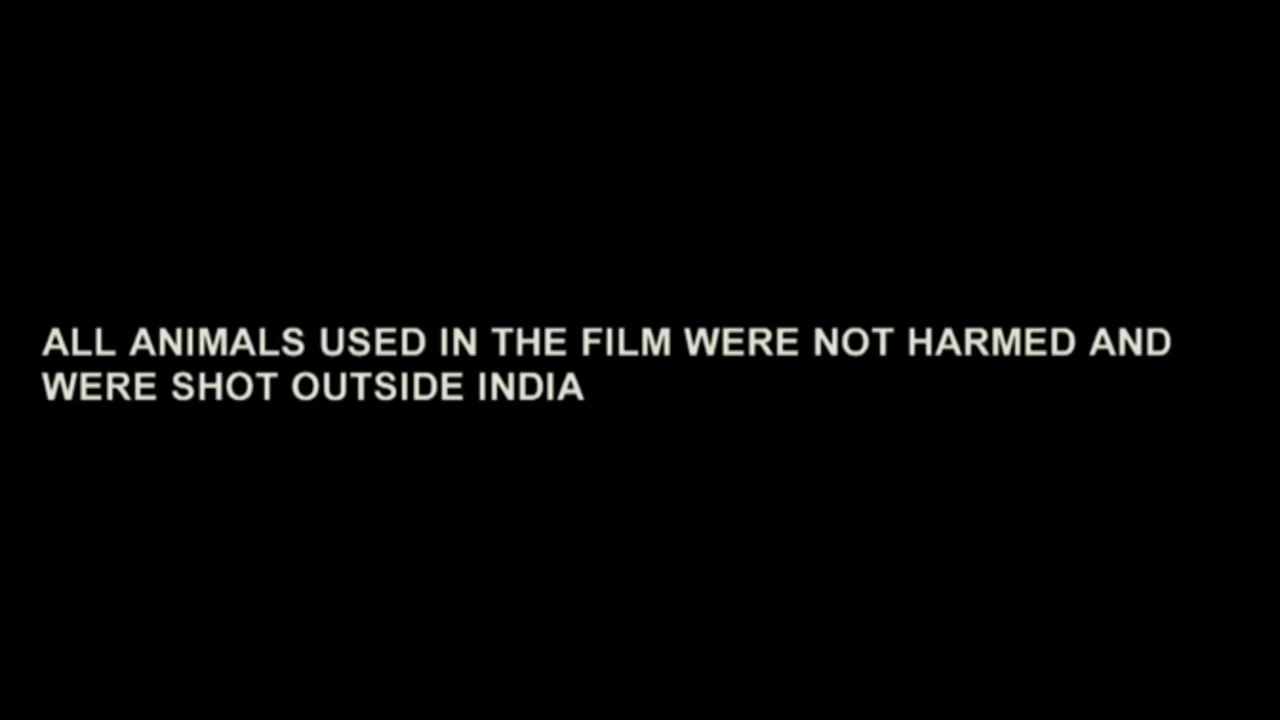 ALL ANIMALS USED IN THE FILM WERE NOT HARMED AND
WERE SHOT OUTSIDE INDIA